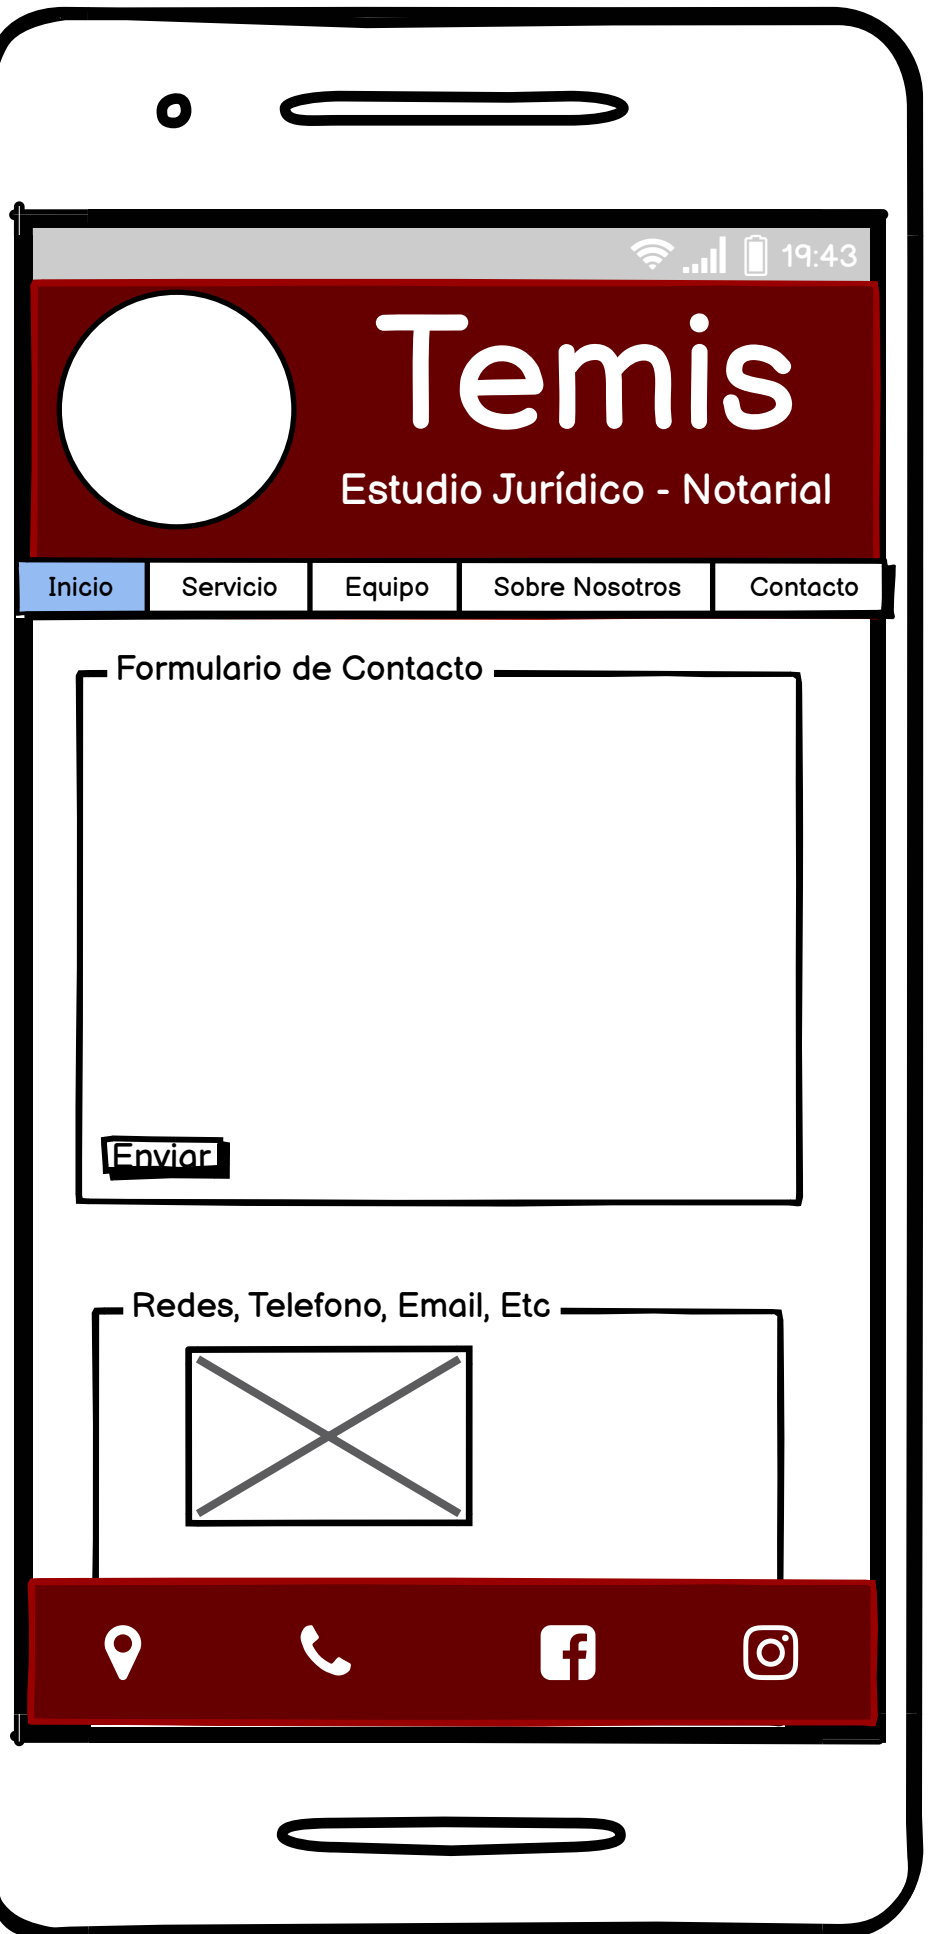 19:43
Temis
Estudio Jurídico - Notarial
Inicio Servicio Equipo Sobre Nosotros Contacto
Formulario de Contacto
Enviar
Redes, Telefono, Email, Etc